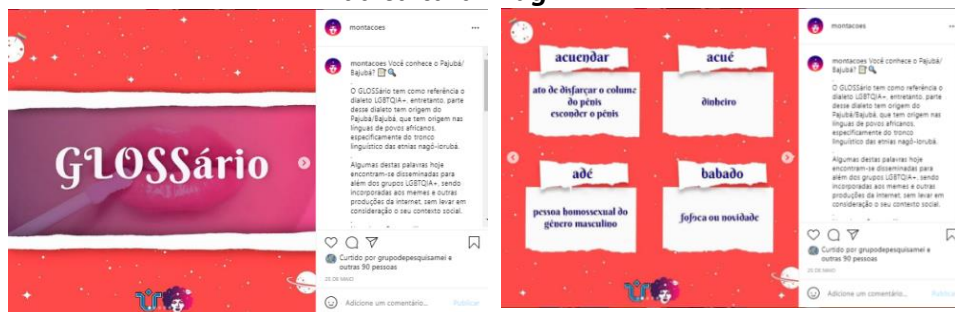 GLOSSário
montacoes
montacoes Você conhece o Pajubá/
Bajubá?
O GLOSSário tem como referência o
dialeto LGBTQIA+, entretanto, parte
desse dialeto tem origem do
Pajubá/Bajubá, que tem origem nas
línguas de povos africanos,
especificamente do tronco
linguístico das etnias nagô-iorubá.
Algumas destas palavras hoje
encontram-se disseminadas para
além dos grupos LGBTQIA+, sendo
incorporadas aos memes e outras
produções da internet, sem levar em
consideração o seu contexto social.
Curtido por grupodepesquisamei e
outras 90 pessoas
25 DE MAIO
Adicione um comentário...
Publicar
acuendar
ato de disfarçar o volume
do pênis
esconder o pênis
acué
dinheiro
adé
pessoa homossexual do
gênero masculino
babado
fofoca ou novidade
montacoes
montacoes Você conhece o Pajubá/
Bajubá?
O GLOSSário tem como referência o
dialeto LGBTQIA+, entretanto, parte
desse dialeto tem origem do
Pajubá/Bajubá, que tem origem nas
línguas de povos africanos,
especificamente do tronco
linguístico das etnias nagô-iorubá.
Algumas destas palavras hoje
encontram-se disseminadas para
além dos grupos LGBTQIA+, sendo
incorporadas aos memes e outras
produções da internet, sem levar em
consideração o seu contexto social.
Curtido por grupodepesquisamei e
outras 90 pessoas
25 DE MAIO
Adicione um comentário...
Publicar